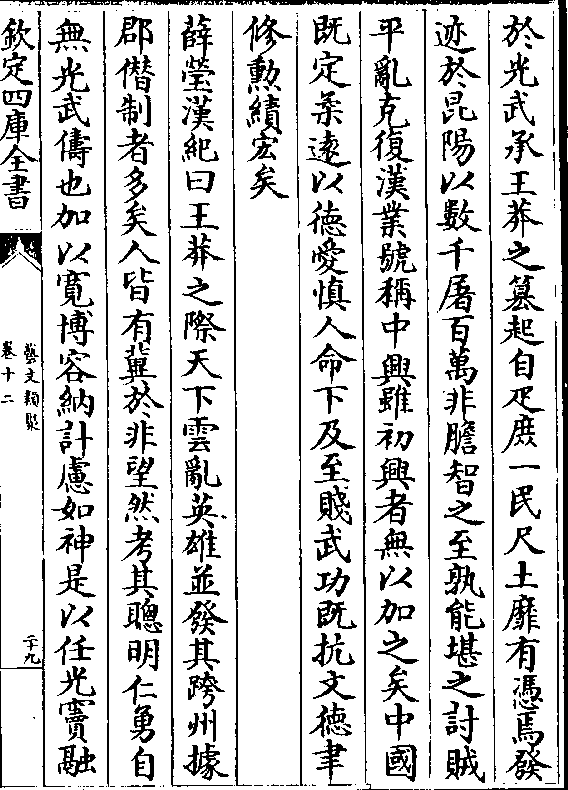 於光武承王莽之簒起自疋庶一民尺土靡有憑焉發
迹於昆陽以數千屠百萬非膽智之至孰能堪之討賊
平亂克復漢業號稱中興雖初興者無以加之矣中國
既定柔遠以徳愛慎人命下及至賤武功既抗文徳聿
修勲績宏矣
薛瑩漢紀曰王莽之際天下雲亂英雄並發其跨州據
郡僭制者多矣人皆有冀於非望然考其聰明仁勇自
無光武儔也加以寛博容納計慮如神是以任光竇融
欽定四庫全書
藝文類聚
卷十二
二十九